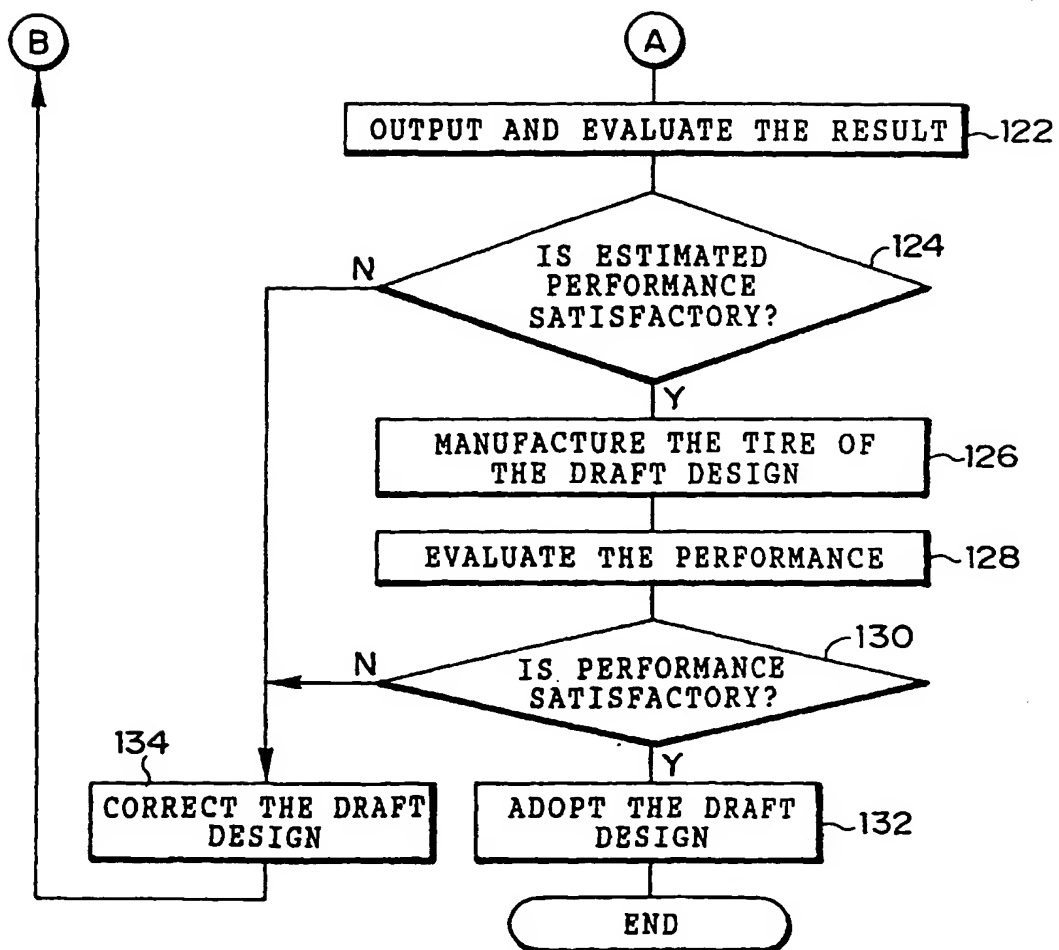 B
A
OUTPUT AND EVALUATE THE RESULT
122
IS ESTIMATED
PERFORMANCE
SATISFACTORY?
124
N
Y
MANUFACTURE THE TIRE OF
THE DRAFT DESIGN
126
EVALUATE THE PERFORMANCE
128
IS PERFORMANCE
SATISFACTORY?
130
N
Y
134
CORRECT THE DRAFT
DESIGN
ADOPT THE DRAFT
DESIGN
132
END